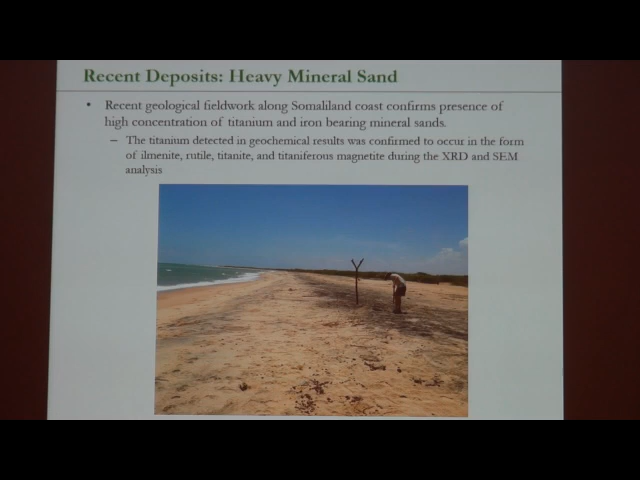 Recent Deposits: Heavy Mineral Sand
• Recent geological fieldwork along Somaliland coast confirms presence of
high concentration of titanium and iron bearing mineral sands.
– The titanium detected in geochemical results was confirmed to occur in the form
of ilmenite, rutile, titanite, and titaniferous magnetite during the XRD and SEM
analysis